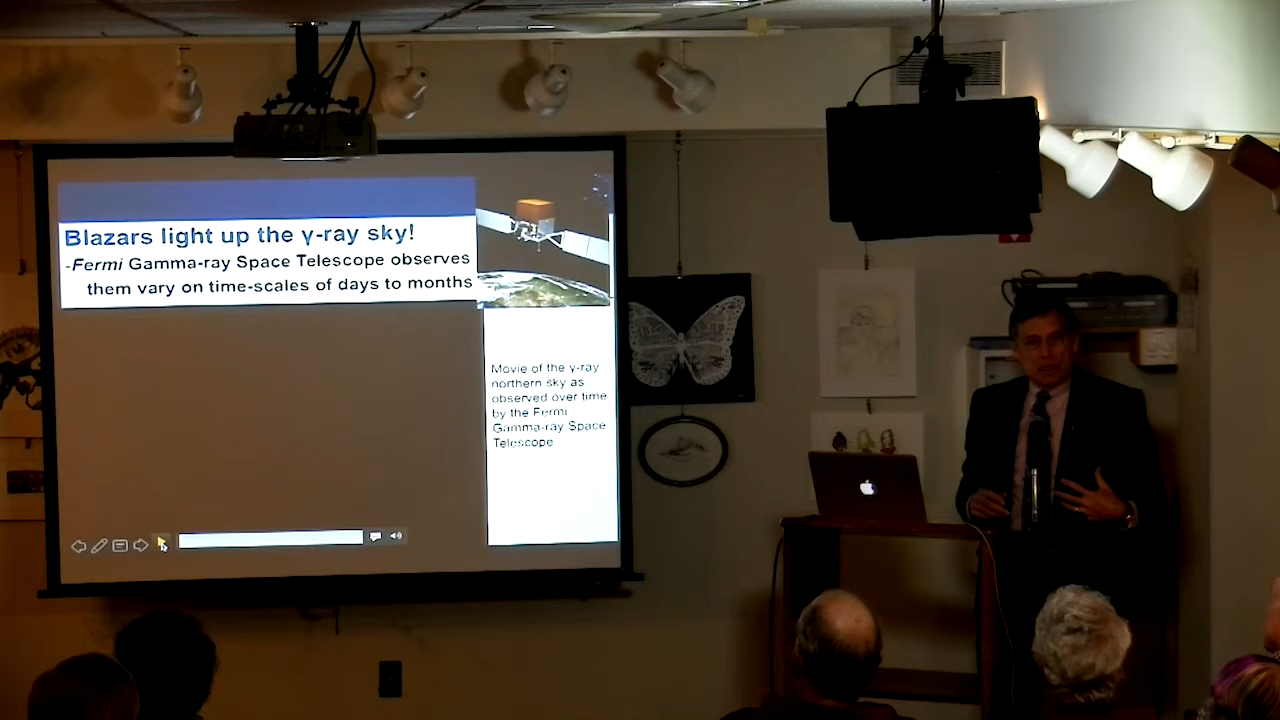 Blazars light up the γ-ray sky!
-Fermi Gamma-ray Space Telescope observes
them vary on time-scales of days to months
Movie of the γ-ray
northern sky as
observed over time
by the Fermi
Gamma-ray Space
Telescope